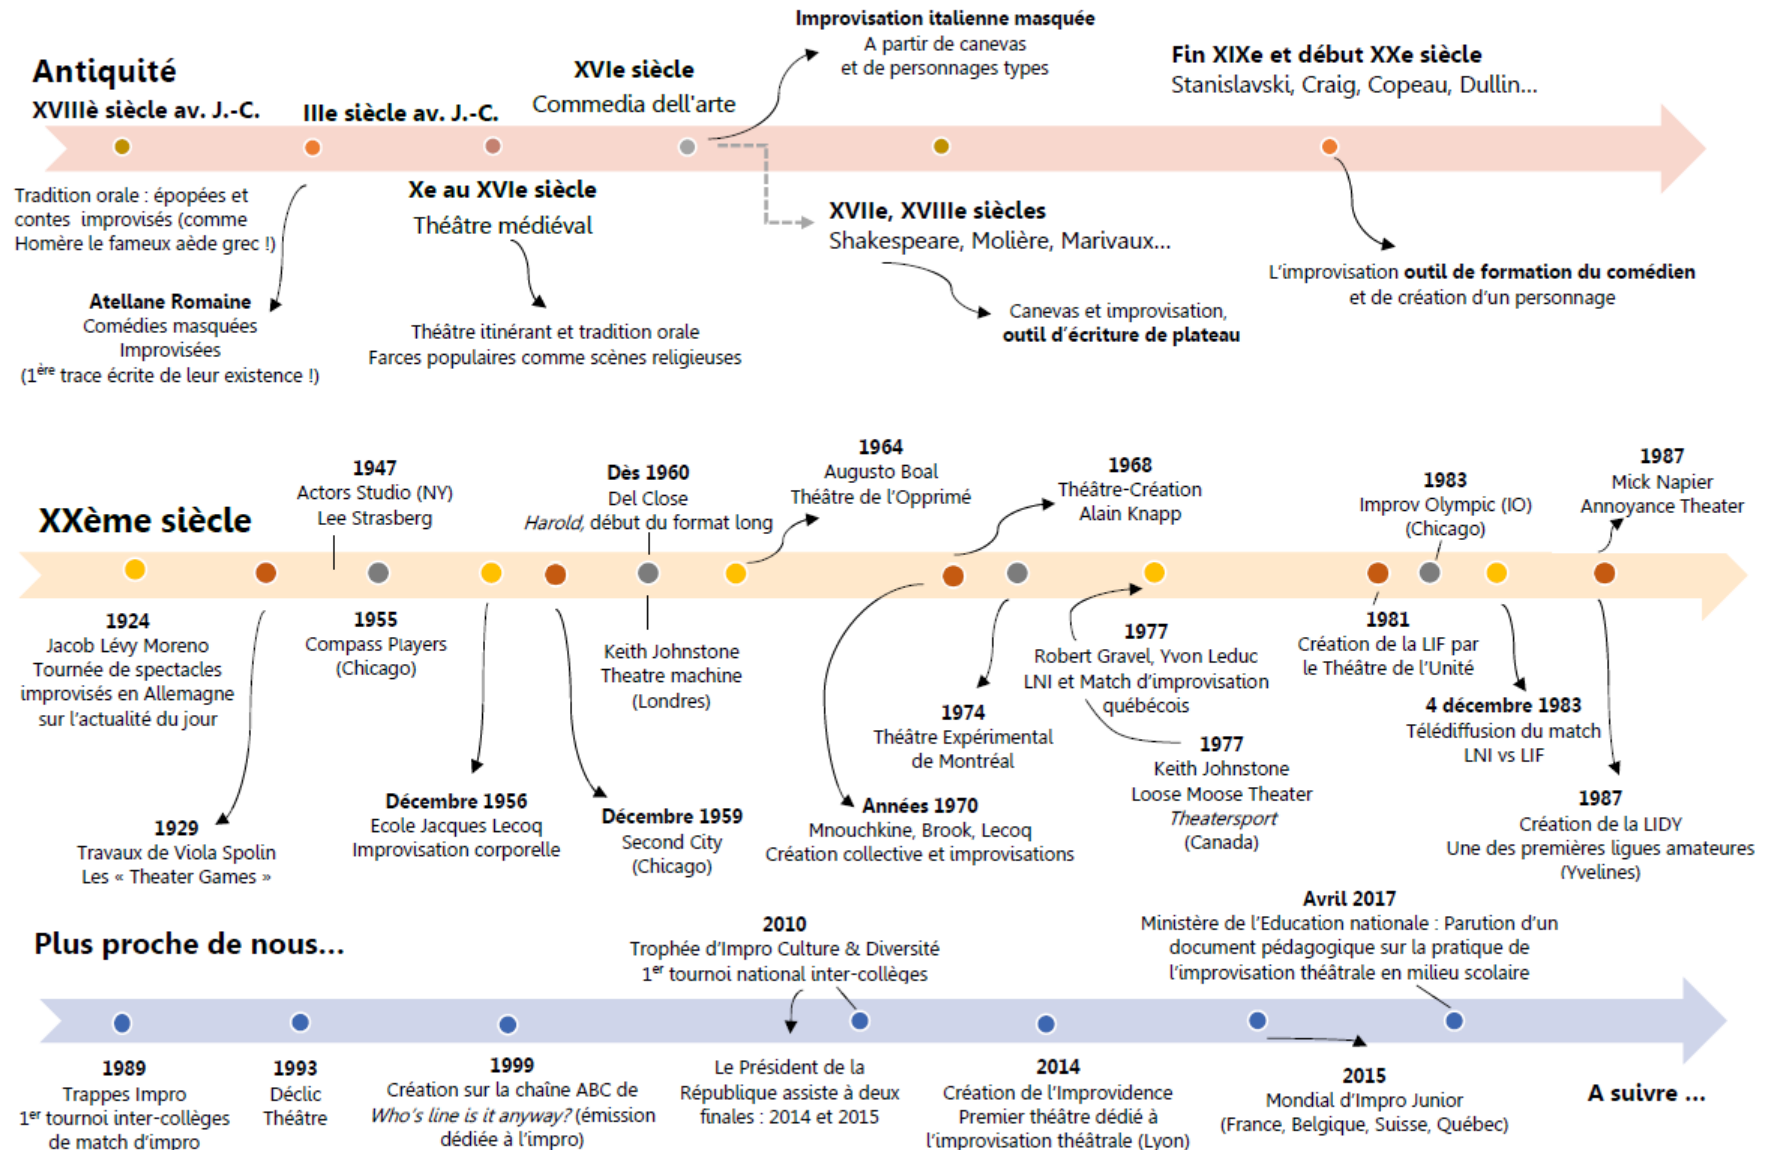 Antiquité
XVIIIè siècle av. J.-C.
Tradition orale : épopées et
contes improvisés (comme
Homère le fameux aède grec !)
IIIe siècle av. J.-C.
Atellane Romaine
Comédies masquées
Improvisées
(1ère trace écrite de leur existence !)
Xe au XVIe siècle
Théâtre médiéval
Théâtre itinérant et tradition orale
Farces populaires comme scènes religieuses
XVIe siècle
Commedia dell'arte
Improvisation italienne masquée
A partir de canevas
et de personnages types
XVIIe, XVIIIe siècles
Shakespeare, Molière, Marivaux...
Canevas et improvisation,
outil d'écriture de plateau
Fin XIXe et début XXe siècle
Stanislavski, Craig, Copeau, Dullin...
L'improvisation outil de formation du comédien
et de création d'un personnage
XXème siècle
1924
Jacob Lévy Moreno
Tournée de spectacles
improvisés en Allemagne
sur l'actualité du jour
1929
Travaux de Viola Spolin
Les « Theater Games »
1947
Actors Studio (NY)
Lee Strasberg
1955
Compass Players
(Chicago)
Décembre 1956
Ecole Jacques Lecoq
Improvisation corporelle
Décembre 1959
Second City
(Chicago)
Dès 1960
Del Close
Harold, début du format long
Keith Johnstone
Theatre machine
(Londres)
1964
Augusto Boal
Théâtre de l'Opprimé
1968
Théâtre-Création
Alain Knapp
Années 1970
Mnouchkine, Brook, Lecoq
Création collective et improvisations
1974
Théâtre Expérimental
de Montréal
1977
Robert Gravel, Yvon Leduc
LNI et Match d'improvisation
québécois
1977
Keith Johnstone
Loose Moose Theater
Theatersport
(Canada)
1981
Création de la LIF par
le Théâtre de l'Unité
1983
Improv Olympic (IO)
(Chicago)
4 décembre 1983
Télédiffusion du match
LNI vs LIF
1987
Mick Napier
Annoyance Theater
1987
Création de la LIDY
Une des premières ligues amateures
(Yvelines)
Plus proche de nous...
1989
Trappes Impro
1er tournoi inter-collèges
de match d'impro
1993
Déclic
Théâtre
1999
Création sur la chaîne ABC de
Who's line is it anyway? (émission
dédiée à l'impro)
2010
Trophée d'Impro Culture & Diversité
1er tournoi national inter-collèges
Le Président de la
République assiste à deux
finales : 2014 et 2015
2014
Création de l'Improvidence
Premier théâtre dédié à
l'improvisation théâtrale (Lyon)
2015
Mondial d'Impro Junior
(France, Belgique, Suisse, Québec)
Avril 2017
Ministère de l'Education nationale : Parution d'un
document pédagogique sur la pratique de
l'improvisation théâtrale en milieu scolaire
A suivre ...